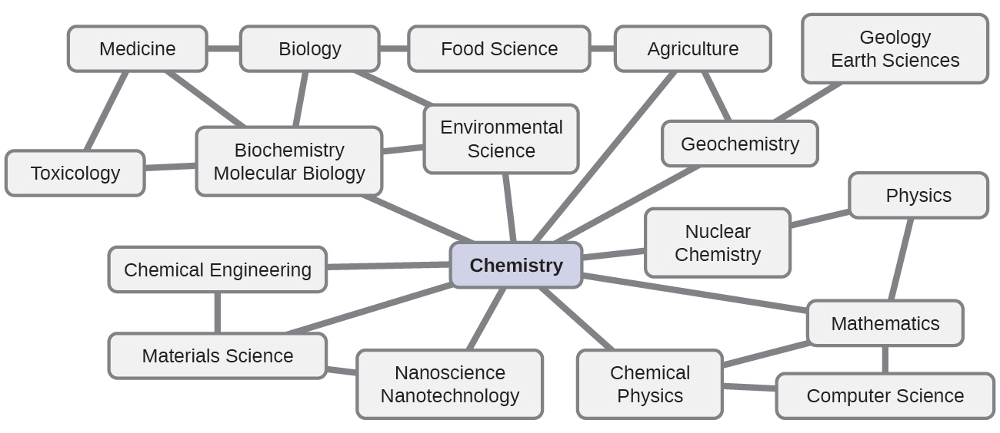 Medicine
Biology
Food Science
Agriculture
Geology
Earth Sciences
Toxicology
Biochemistry
Molecular Biology
Environmental
Science
Geochemistry
Physics
Nuclear
Chemistry
Chemical Engineering
Chemistry
Mathematics
Materials Science
Nanoscience
Nanotechnology
Chemical
Physics
Computer Science